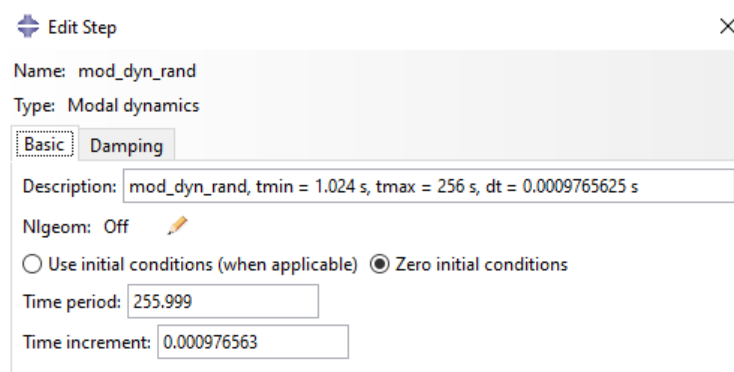 Edit Step
Name: mod_dyn_rand
Type: Modal dynamics
Basic Damping
Description: mod_dyn_rand, tmin = 1.024 s, tmax = 256 s, dt = 0.0009765625 s
Nlgeom: Off
Use initial conditions (when applicable) Zero initial conditions
Time period: 255.999
Time increment: 0.000976563